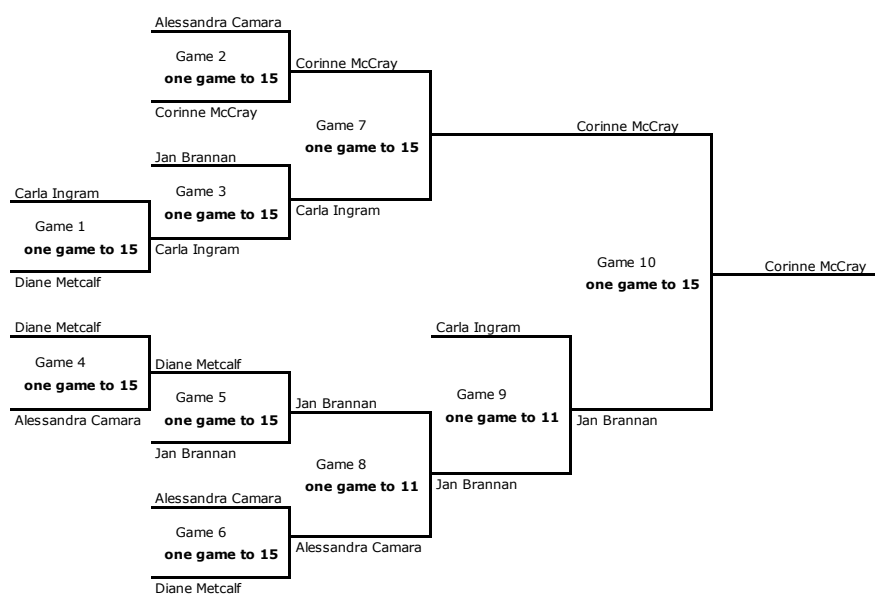 Alessandra Camara
Game 2
one game to 15
Corinne McCray
Corinne McCray
Game 7
one game to 15
Corinne McCray
Jan Brannan
Game 3
one game to 15
Carla Ingram
Carla Ingram
Game 1
one game to 15
Carla Ingram
Diane Metcalf
Game 10
one game to 15
Corinne McCray
Diane Metcalf
Game 4
one game to 15
Alessandra Camara
Diane Metcalf
Game 5
one game to 15
Jan Brannan
Jan Brannan
Game 8
one game to 11
Carla Ingram
Game 9
one game to 11
Jan Brannan
Jan Brannan
Alessandra Camara
Game 6
one game to 15
Alessandra Camara
Diane Metcalf